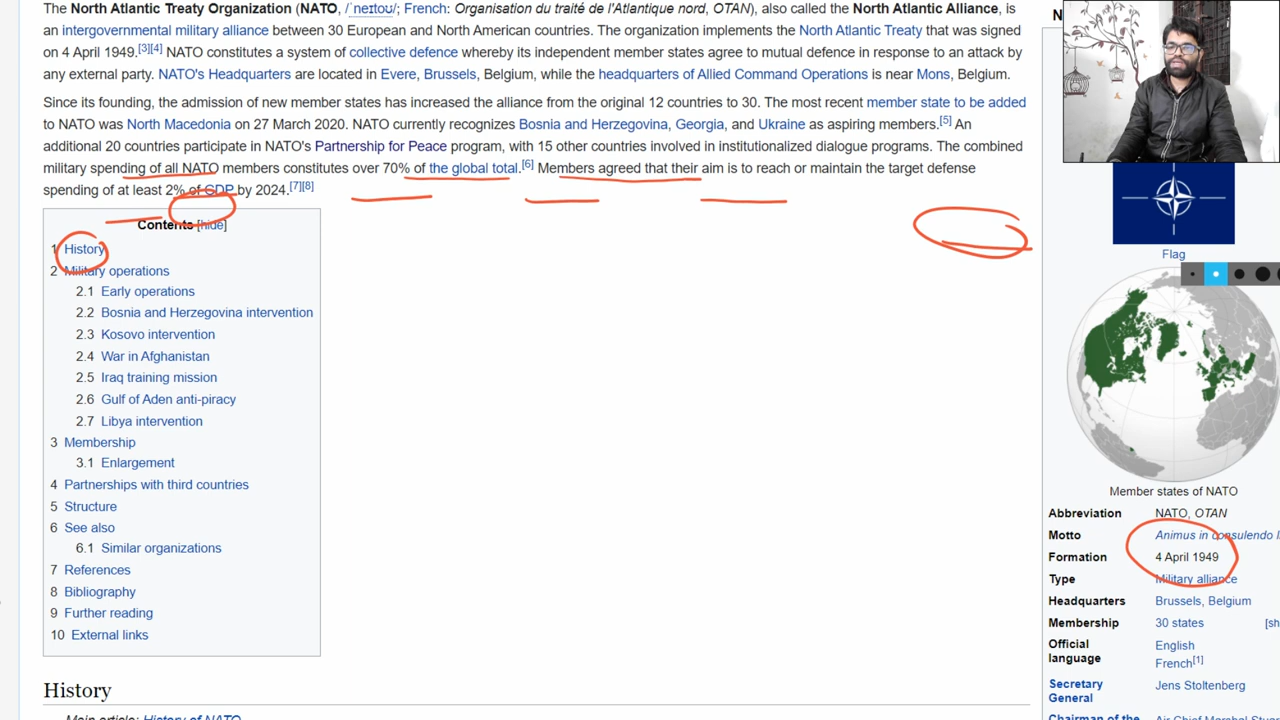 The North Atlantic Treaty Organization (NATO, /ˈneɪtoʊ/; French: Organisation du traité de l'Atlantique nord, OTAN), also called the North Atlantic Alliance, is
an intergovernmental military alliance between 30 European and North American countries. The organization implements the North Atlantic Treaty that was signed
on 4 April 1949.[3][4] NATO constitutes a system of collective defence whereby its independent member states agree to mutual defence in response to an attack by
any external party. NATO's Headquarters are located in Evere, Brussels, Belgium, while the headquarters of Allied Command Operations is near Mons, Belgium.
Since its founding, the admission of new member states has increased the alliance from the original 12 countries to 30. The most recent member state to be added
to NATO was North Macedonia on 27 March 2020. NATO currently recognizes Bosnia and Herzegovina, Georgia, and Ukraine as aspiring members.[5] An
additional 20 countries participate in NATO's Partnership for Peace program, with 15 other countries involved in institutionalized dialogue programs. The combined
military spending of all NATO members constitutes over 70% of the global total.[6] Members agreed that their aim is to reach or maintain the target defense
spending of at least 2% of GDP by 2024.[7][8]
Contents [hide]
1 History
2 Military operations
2.1 Early operations
2.2 Bosnia and Herzegovina intervention
2.3 Kosovo intervention
2.4 War in Afghanistan
2.5 Iraq training mission
2.6 Gulf of Aden anti-piracy
2.7 Libya intervention
3 Membership
3.1 Enlargement
4 Partnerships with third countries
5 Structure
6 See also
6.1 Similar organizations
7 References
8 Bibliography
9 Further reading
10 External links
History
Main article: History of NATO
N
Flag
Member states of NATO
Abbreviation NATO, OTAN
Motto Animus in consulendo l
Formation 4 April 1949
Type Military alliance
Headquarters Brussels, Belgium
Membership 30 states [sh
Official
language
English
French[1]
Secretary
General
Jens Stoltenberg
Chairman of the Air Chief Marshal Stu